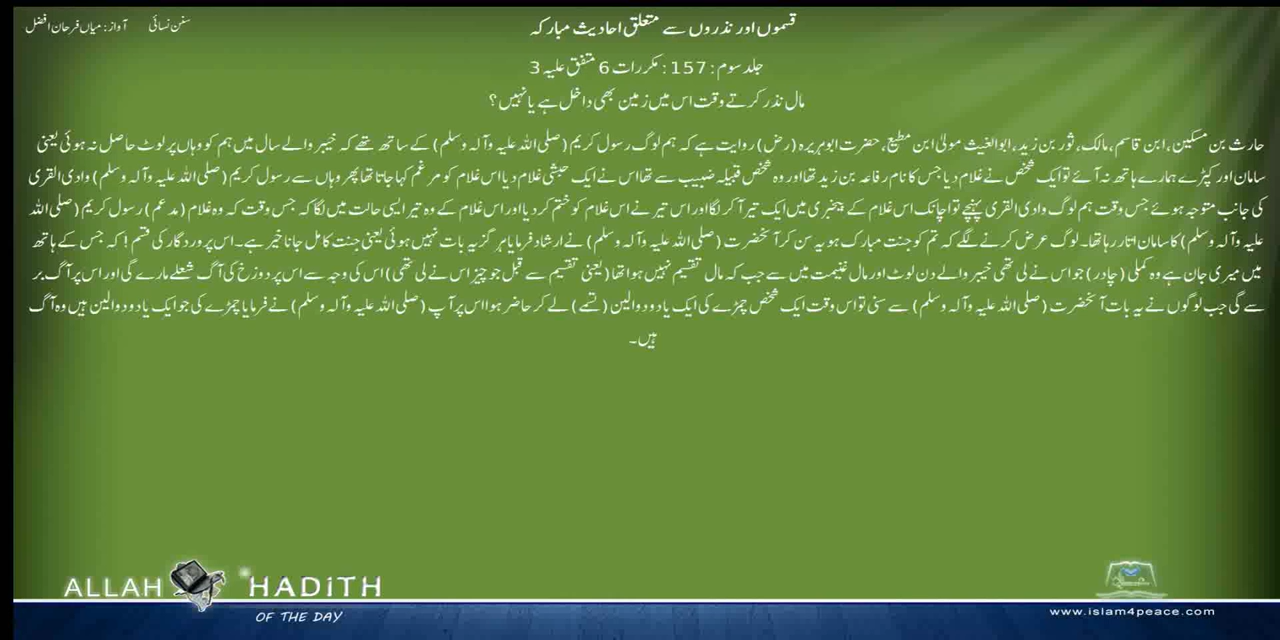 سنن نسائی آواز : میاں فرحان افضل
قسموں اور نذروں سے متعلق احادیث مبارکہ
جلد سوم : 157 : مکررات 6 متفق علیہ 3
مال نذر کرتے وقت اس میں زمین بھی داخل ہے یا نہیں ؟
حارث بن مسکین، ابن قاسم، مالک، ثور بن زید، ابوالغیث مولیٰ ابن مطیع، حضرت ابوہریرہ (رض) روایت ہے کہ ہم لوگ رسول کریم (صلی اللہ علیہ وآلہ وسلم) کے ساتھ تھے کہ خیبر والے سال میں ہم کو وہاں پر لوٹ حاصل نہ ہوئی یعنی
سامان اور کپڑے ہمارے ہاتھ نہ آئے تو ایک شخص نے غلام دیا جس کا نام رفاعہ بن زید تھا اور وہ شخص قبیلہ ضبیب سے تھا اس نے ایک حبشی غلام دیا اس غلام کو مرغم کہا جاتا تھا پھر وہاں سے رسول کریم (صلی اللہ علیہ وآلہ وسلم) وادی القری
کی جانب متوجہ ہوئے جس وقت ہم لوگ وادی القری پہنچے تو اچانک اس غلام کے بے خبری میں ایک تیر آکر لگا اور اس تیر نے اس غلام کو ختم کر دیا اور اس غلام کے وہ تیر ایسی حالت میں لگا کہ جس وقت کہ وہ غلام (مدعم) رسول کریم (صلی اللہ
علیہ وآلہ وسلم) کا سامان اتار رہا تھا۔ لوگ عرض کرنے لگے کہ تم کو جنت مبارک ہو یہ سن کر آنحضرت (صلی اللہ علیہ وآلہ وسلم) نے ارشاد فرمایا ہرگز یہ بات نہیں ہوئی یعنی جنت کا مل جانا خیر ہے۔ اس پروردگار کی قسم ! کہ جس کے ہاتھ
میں میری جان ہے وہ کملی (چادر) جو اس نے لی تھی خیبر والے دن لوٹ اور مال غنیمت میں سے جب کہ مال تقسیم نہیں ہوا تھا (یعنی تقسیم سے قبل جو چیز اس نے لی تھی) اس کی وجہ سے اس پر دوزخ کی آگ شعلے مارے گی اور اس پر آگ بر
سے گی جب لوگوں نے یہ بات آنحضرت (صلی اللہ علیہ وآلہ وسلم) سے سنی تو اس وقت ایک شخص چمڑے کی ایک یا دو دوالین (تسمے) لے کر حاضر ہوا اس پر آپ (صلی اللہ علیہ وآلہ وسلم) نے فرمایا چمڑے کی جو ایک یا دو دوالین ہیں وہ آگ
ہیں۔
ALLAH HADITH
OF THE DAY
www.islam4peace.com